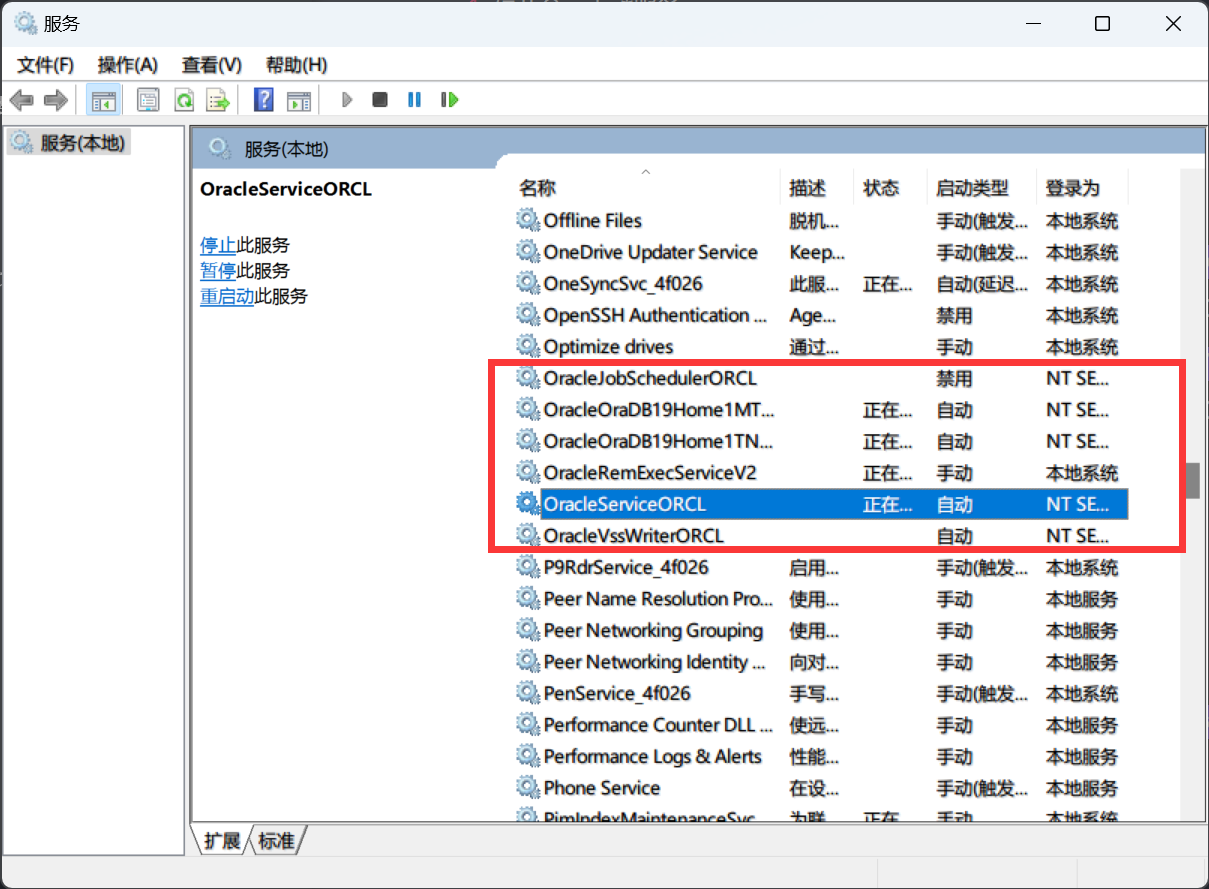 服务
文件(F) 操作(A) 查看(V) 帮助(H)
服务(本地)
服务(本地)
OracleServiceORCL
停止此服务
暂停此服务
重启动此服务
名称 描述 状态 启动类型 登录为
Offline Files 脱机... 手动(触发... 本地系统
OneDrive Updater Service Keep... 手动(触发... 本地系统
OneSyncSvc_4f026 此服... 正在... 自动(延迟... 本地系统
OpenSSH Authentication ... Age... 禁用 本地系统
Optimize drives 通过... 手动 本地系统
OracleJobSchedulerORCL 禁用 NT SE...
OracleOraDB19Home1MT... 正在... 自动 NT SE...
OracleOraDB19Home1TN... 正在... 自动 NT SE...
OracleRemExecServiceV2 正在... 手动 本地系统
OracleServiceORCL 正在... 自动 NT SE...
OracleVssWriterORCL 自动 NT SE...
P9RdrService_4f026 启用... 手动(触发... 本地系统
Peer Name Resolution Pro... 使用... 手动 本地服务
Peer Networking Grouping 使用... 手动 本地服务
Peer Networking Identity ... 向对... 手动 本地服务
PenService_4f026 手写... 手动(触发... 本地系统
Performance Counter DLL ... 使远... 手动 本地服务
Performance Logs & Alerts 性能... 手动 本地服务
Phone Service 在设... 手动(触发... 本地服务
PimIndexMaintenanceSvc 为联 正在 手动 本地系统
扩展 标准